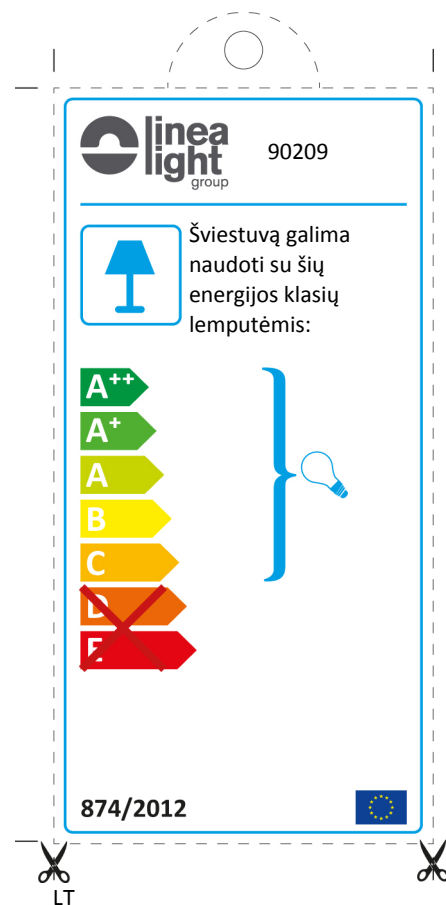 linea
light
group
90209
Šviestuvą galima
naudoti su šių
energijos klasių
lemputėmis:
A++
A+
A
B
C
D
E
874/2012
LT